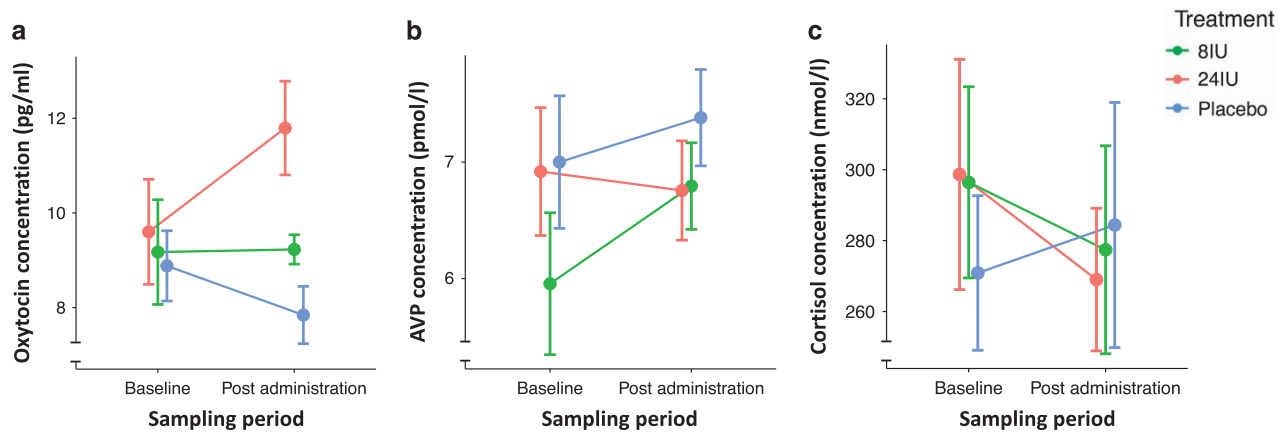 a
Oxytocin concentration (pg/ml)
12
10
8
Baseline
Post administration
Sampling period
b
AVP concentration (pmol/l)
7
6
Baseline
Post administration
Sampling period
c
Cortisol concentration (nmol/l)
320
300
280
260
Baseline
Post administration
Sampling period
Treatment
8IU
24IU
Placebo